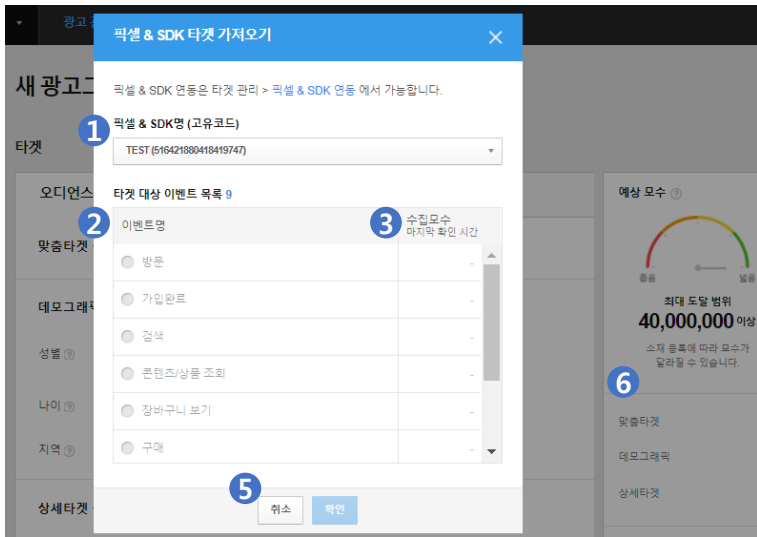 광고
픽셀 & SDK 타겟 가져오기
새 광고그
픽셀 & SDK 연동은 타겟 관리 > 픽셀 & SDK 연동 에서 가능합니다.
1
픽셀 & SDK명 (고유코드)
TEST (516421880418419747)
타겟
오디언스
타겟 대상 이벤트 목록 9
예상 모수
2
이벤트명
3
수집모수
마지막 확인 시간
맞춤타겟
방문 -
가입완료 -
검색 -
콘텐츠/상품 조회 -
장바구니 보기 -
구매 -
데모그래픽
성별
나이
지역
상세타겟
좁음
넓음
최대 도달 범위
40,000,000 이상
소재 등록에 따라 모수가
달라질 수 있습니다.
6
맞춤타겟
데모그래픽
상세타겟
5
취소
확인